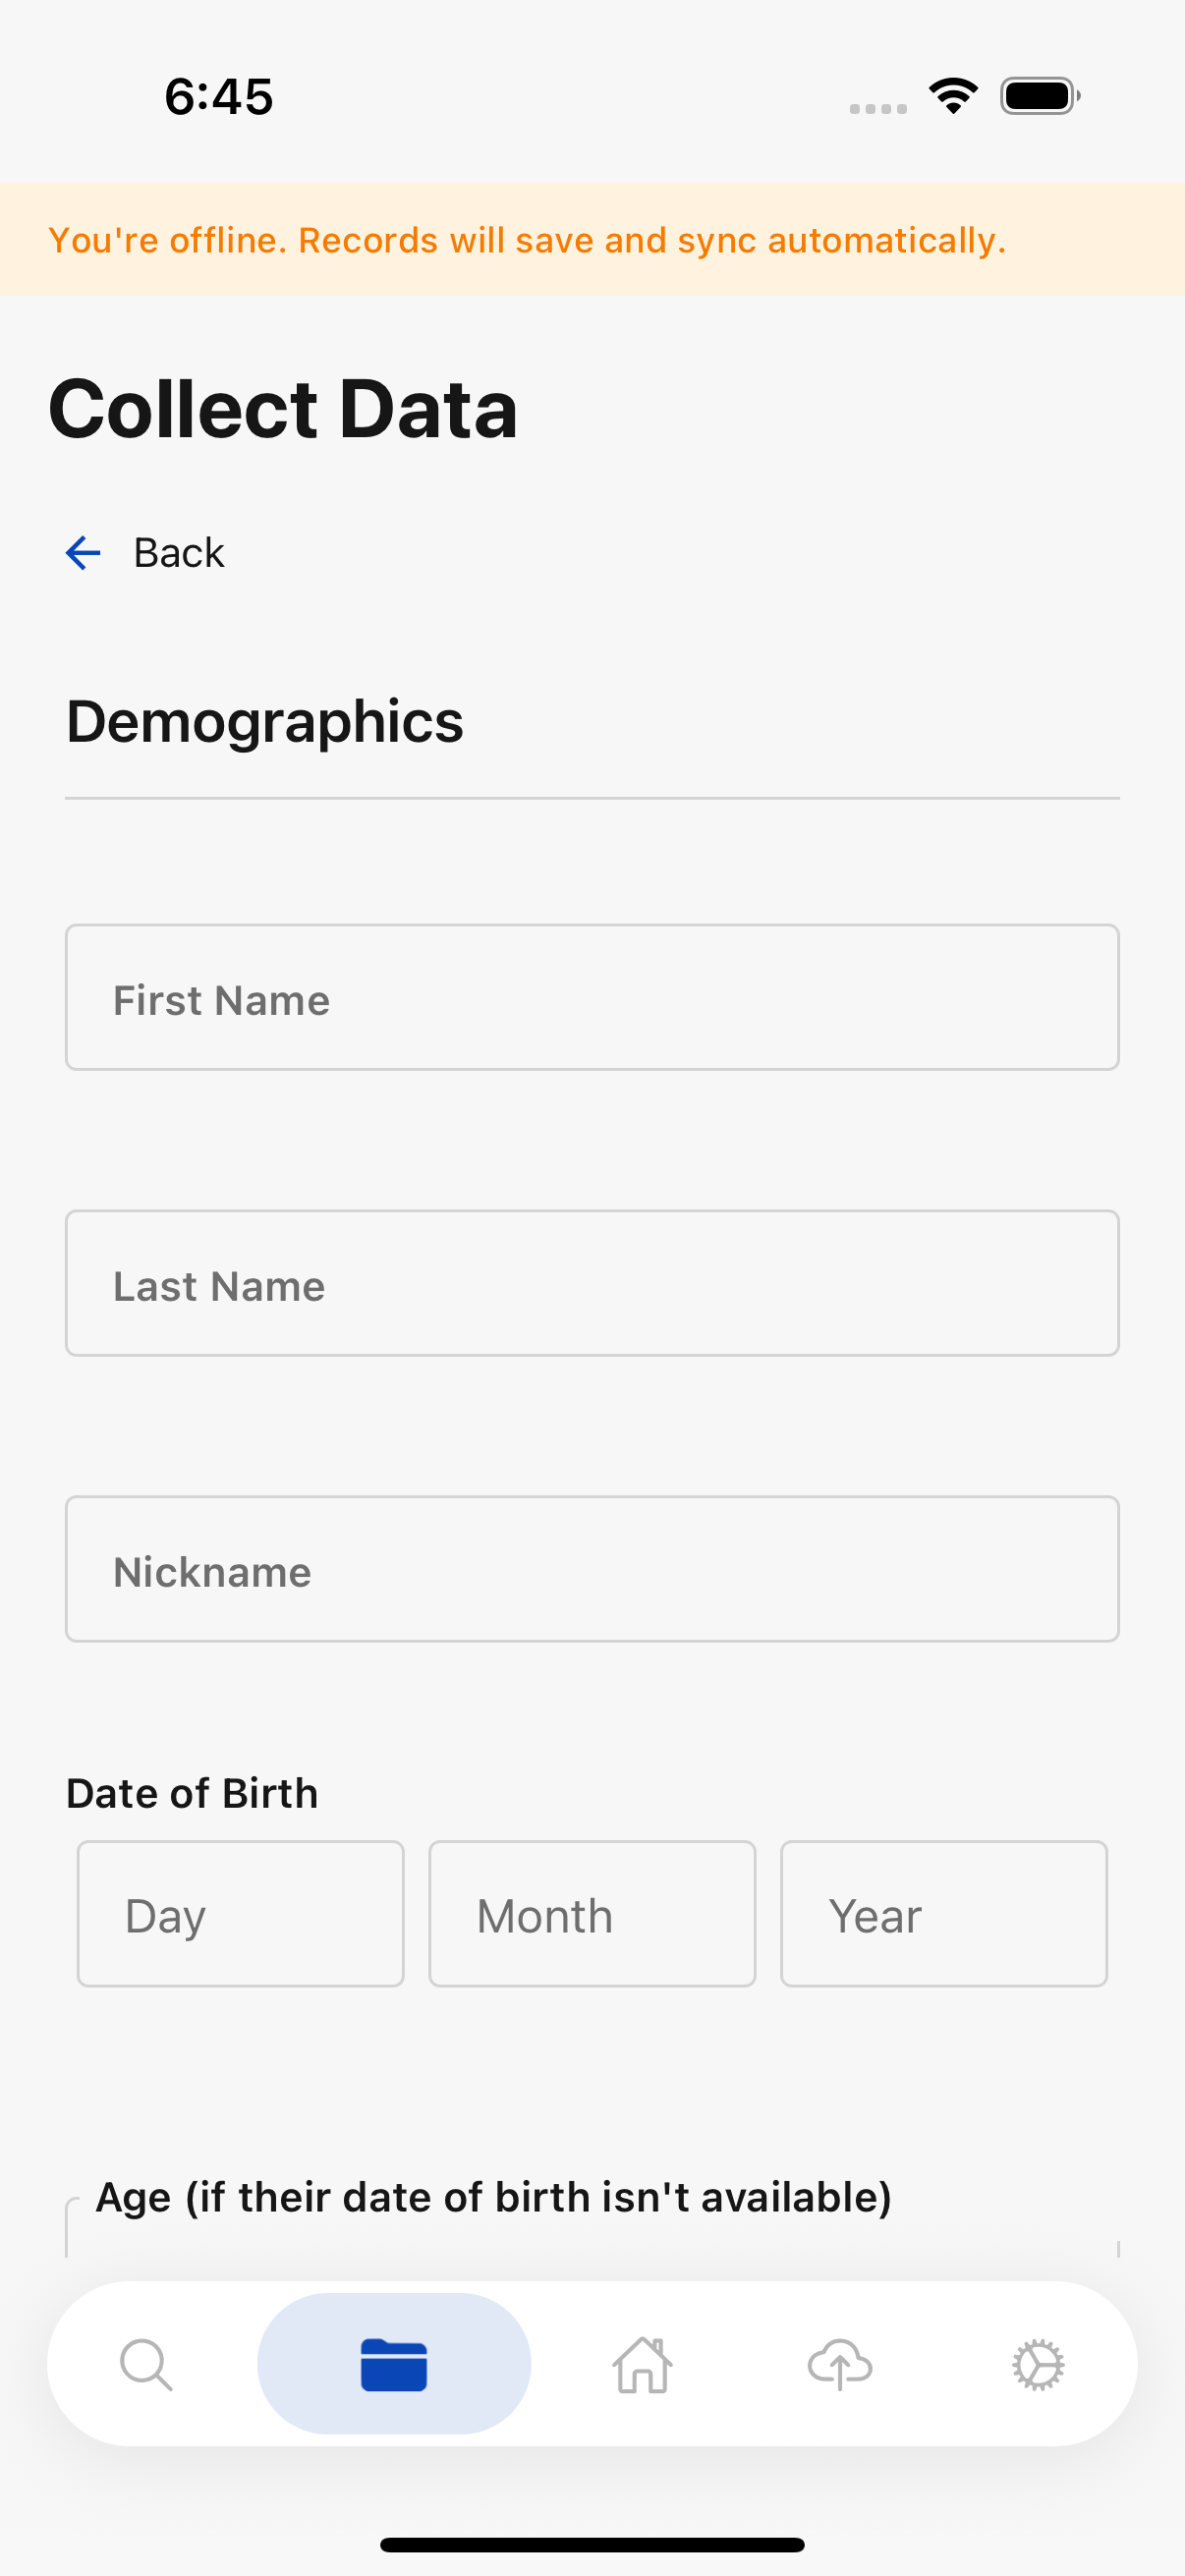 6:45
You're offline. Records will save and sync automatically.
Collect Data
Back
Demographics
First Name
Last Name
Nickname
Date of Birth
Day Month Year
Age (if their date of birth isn't available)